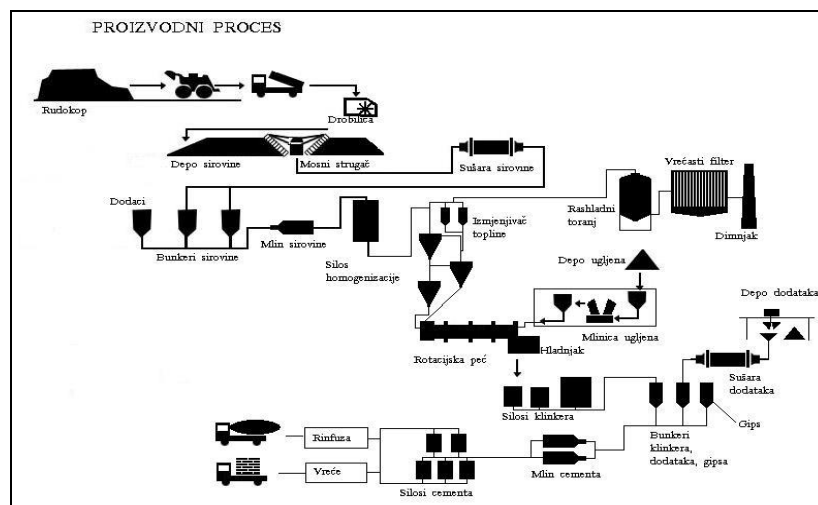 PROIZVODNI PROCES
Rudokop
Drobilica
Depo sirovine
Mosni strugač
Sušara sirovine
Vrećasti filter
Dodaci
Izmjenjivač
topline
Rashladni
toranj
Dimnjak
Bunkeri sirovine
Mlin sirovine
Silos
homogenizacije
Depo ugljena
Depo dodataka
Mlinica ugljena
Rotacijska peć
Hladnjak
Sušara
dodataka
Silosi klinkera
Gips
Bunkeri
klinkera,
dodataka, gipsa
Rinfuza
Vreće
Silosi cementa
Mlin cementa